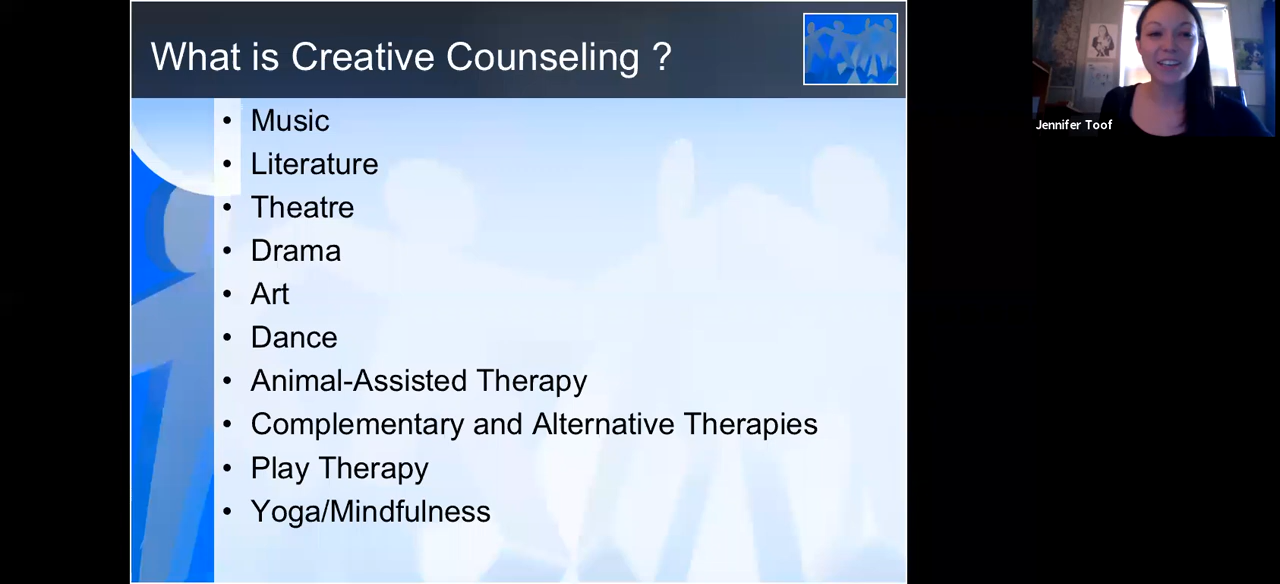 What is Creative Counseling ?
• Music
• Literature
• Theatre
• Drama
• Art
• Dance
• Animal-Assisted Therapy
• Complementary and Alternative Therapies
• Play Therapy
• Yoga/Mindfulness
Jennifer Toof